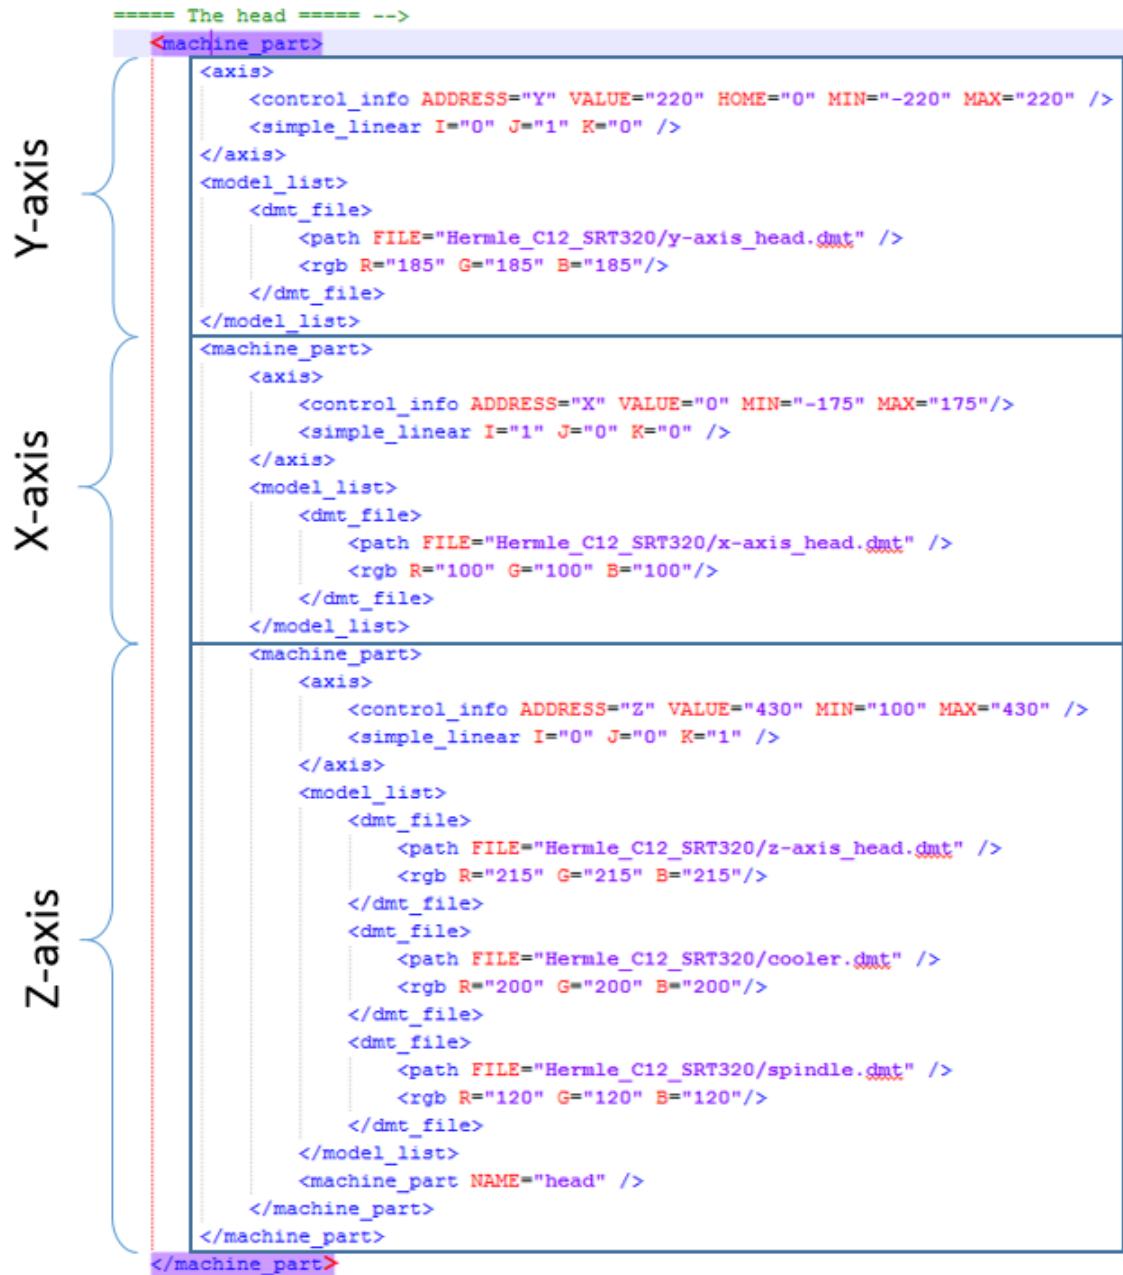 ===== The head ===== -->
<machine_part>
Y-axis
<axis>
<control_info ADDRESS="Y" VALUE="220" HOME="0" MIN="-220" MAX="220" />
<simple_linear I="0" J="1" K="0" />
</axis>
<model_list>
<dmt_file>
<path FILE="Hermle_C12_SRT320/y-axis_head.dmt" />
<rgb R="185" G="185" B="185"/>
</dmt_file>
</model_list>
X-axis
<machine_part>
<axis>
<control_info ADDRESS="X" VALUE="0" MIN="-175" MAX="175"/>
<simple_linear I="1" J="0" K="0" />
</axis>
<model_list>
<dmt_file>
<path FILE="Hermle_C12_SRT320/x-axis_head.dmt" />
<rgb R="100" G="100" B="100"/>
</dmt_file>
</model_list>
Z-axis
<machine_part>
<axis>
<control_info ADDRESS="Z" VALUE="430" MIN="100" MAX="430" />
<simple_linear I="0" J="0" K="1" />
</axis>
<model_list>
<dmt_file>
<path FILE="Hermle_C12_SRT320/z-axis_head.dmt" />
<rgb R="215" G="215" B="215"/>
</dmt_file>
<dmt_file>
<path FILE="Hermle_C12_SRT320/cooler.dmt" />
<rgb R="200" G="200" B="200"/>
</dmt_file>
<dmt_file>
<path FILE="Hermle_C12_SRT320/spindle.dmt" />
<rgb R="120" G="120" B="120"/>
</dmt_file>
</model_list>
<machine_part NAME="head" />
</machine_part>
</machine_part>
</machine_part>